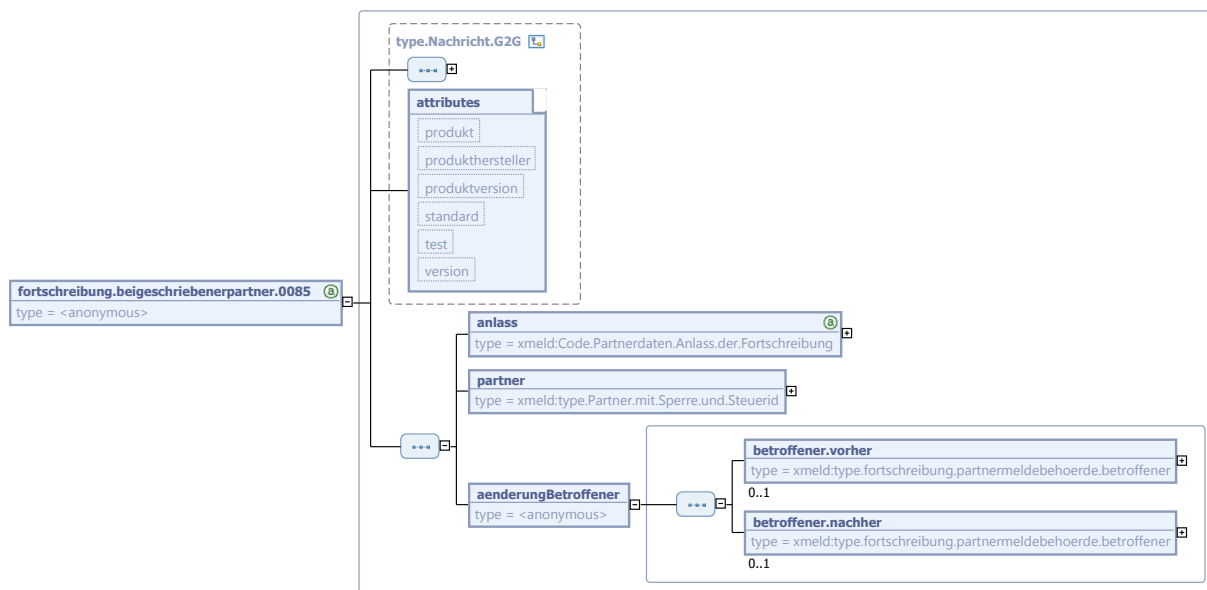 type.Nachricht.G2G
attributes
produkt
produkthersteller
produktversion
standard
test
version
fortschreibung.beigeschriebenerpartner.0085 a
type = <anonymous>
anlass a
type = xmeld:Code.Partnerdaten.Anlass.der.Fortschreibung
partner
type = xmeld:type.Partner.mit.Sperre.und.Steuerid
aenderungBetroffener
type = <anonymous>
betroffener.vorher
type = xmeld:type.fortschreibung.partnermeldebehoerde.betroffener
0..1
betroffener.nachher
type = xmeld:type.fortschreibung.partnermeldebehoerde.betroffener
0..1